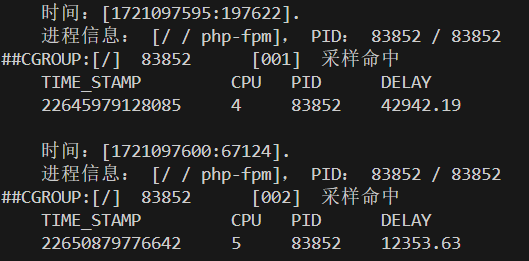 时间：[1721097595:197622].
进程信息： [/ / php-fpm]， PID： 83852 / 83852
##CGROUP:[/]  83852      [001]  采样命中
TIME_STAMP         CPU   PID      DELAY
22645979128085     4     83852    42942.19
时间：[1721097600:67124].
进程信息： [/ / php-fpm]， PID： 83852 / 83852
##CGROUP:[/]  83852      [002]  采样命中
TIME_STAMP         CPU   PID      DELAY
22650879776642     5     83852    12353.63